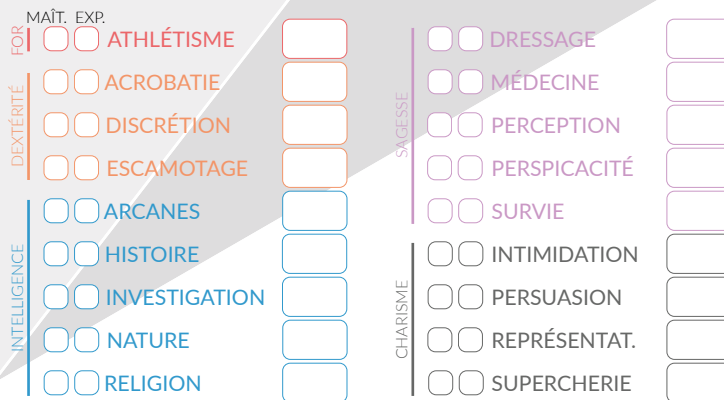 MAÎT. EXP.
FOR
ATHLÉTISME
DEXTÉRITÉ
ACROBATIE
DISCRÉTION
ESCAMOTAGE
INTELLIGENCE
ARCANES
HISTOIRE
INVESTIGATION
NATURE
RELIGION
SAGESSE
DRESSAGE
MÉDECINE
PERCEPTION
PERSPICACITÉ
SURVIE
CHARISME
INTIMIDATION
PERSUASION
REPRÉSENTAT.
SUPERCHERIE